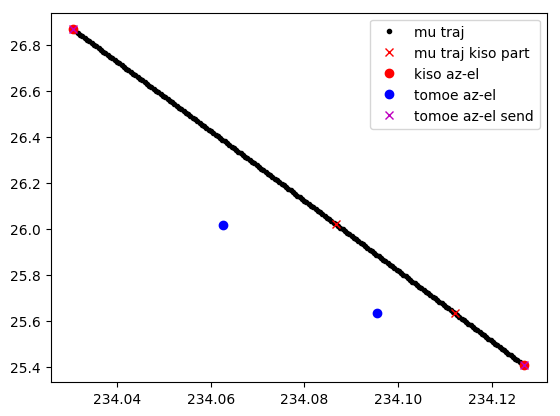 mu traj
mu traj kiso part
kiso az-el
tomoe az-el
tomoe az-el send
26.8
26.6
26.4
26.2
26.0
25.8
25.6
25.4
234.04 234.06 234.08 234.10 234.12